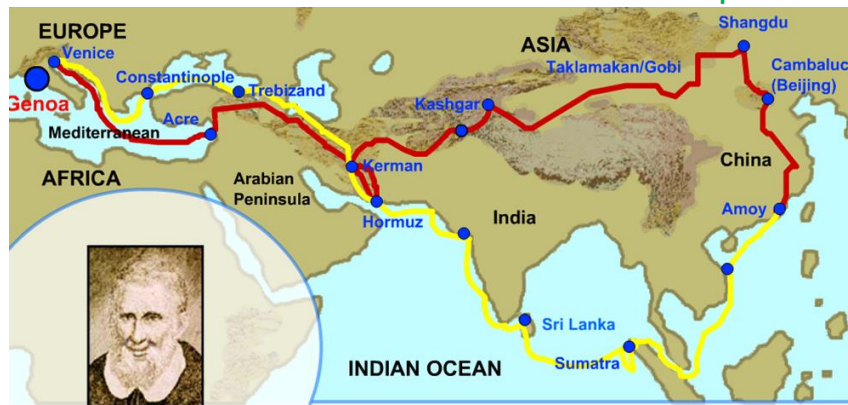 EUROPE
Venice
Genoa
Constantinople
Trebizand
Acre
Mediterranean
AFRICA
Arabian
Peninsula
Kerman
Hormuz
ASIA
Taklamakan/Gobi
Kashgar
Shangdu
Cambaluc
(Beijing)
China
Amoy
India
Sri Lanka
Sumatra
INDIAN OCEAN